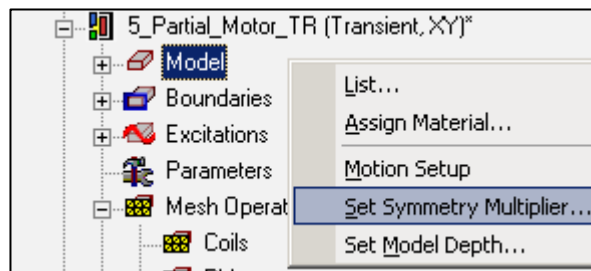 5_Partial_Motor_TR (Transient, XY)*
Model
List...
Boundaries
Assign Material...
Excitations
Parameters
Motion Setup
Mesh Operat
Set Symmetry Multiplier...
Coils
Set Model Depth...